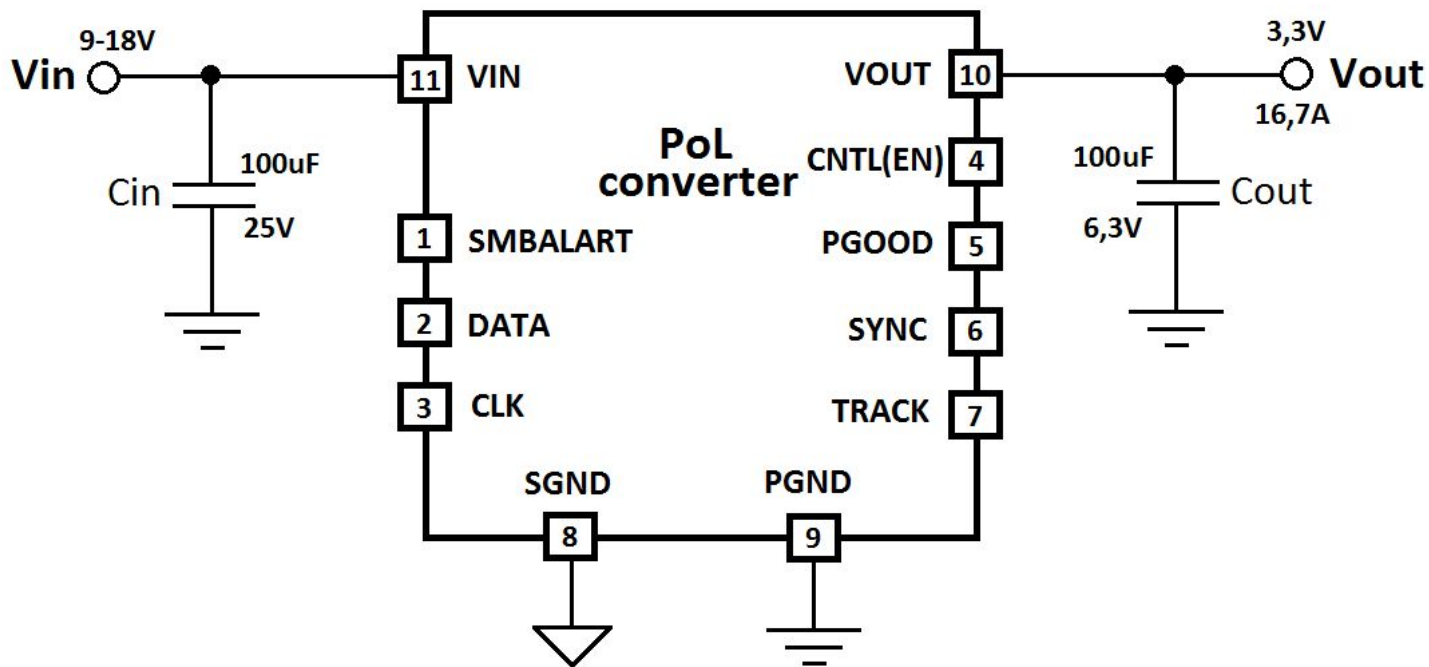 9-18V
Vin
11 VIN
VOUT 10
3,3V
Vout
16,7A
PoL
converter
CNTL(EN) 4
100uF
Cin
25V
100uF
Cout
6,3V
1 SMBALART
PGOOD 5
2 DATA
SYNC 6
3 CLK
TRACK 7
SGND
8
PGND
9